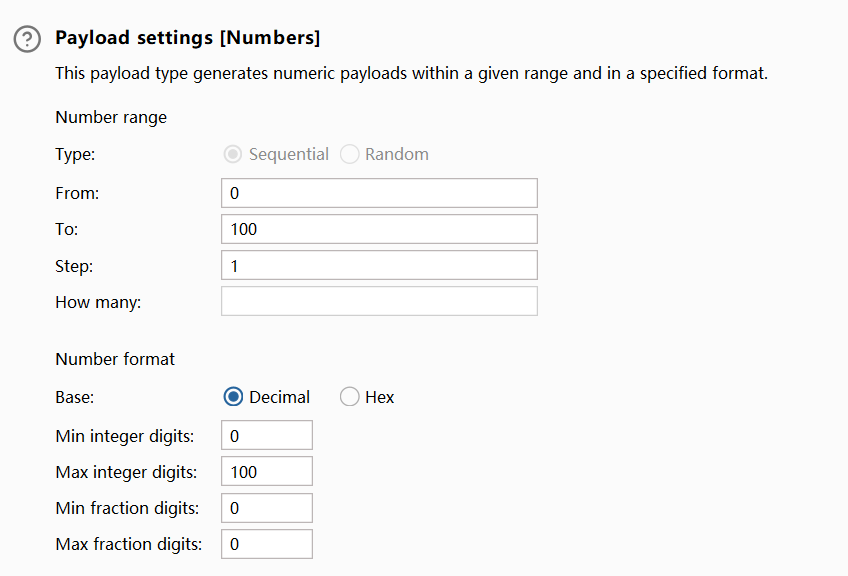 Payload settings [Numbers]
This payload type generates numeric payloads within a given range and in a specified format.
Number range
Type: Sequential Random
From: 0
To: 100
Step: 1
How many:
Number format
Base: Decimal Hex
Min integer digits: 0
Max integer digits: 100
Min fraction digits: 0
Max fraction digits: 0